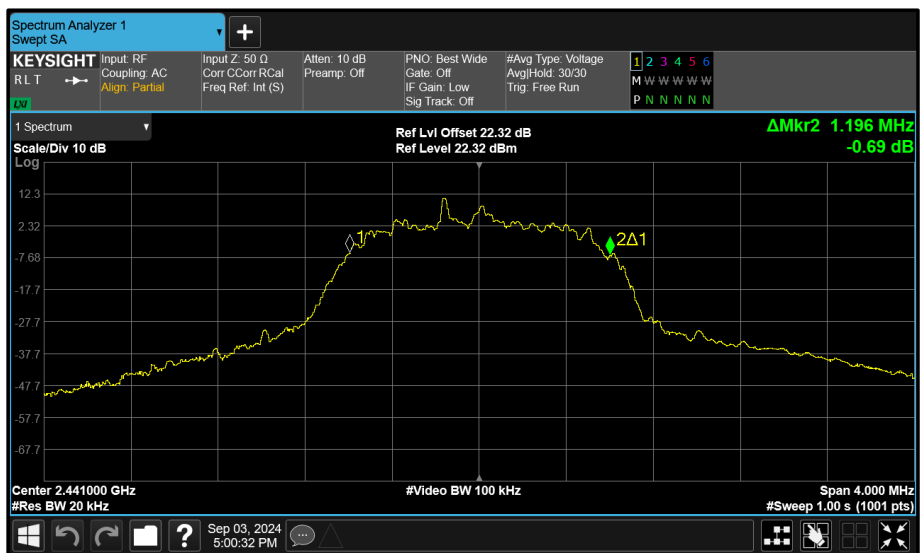 Spectrum Analyzer 1
Swept SA
+
KEYSIGHT
R L T
LXI
Input: RF
Coupling: AC
Align: Partial
Input Z: 50 Ω
Corr CCorr RCal
Freq Ref: Int (S)
Atten: 10 dB
Preamp: Off
PNO: Best Wide
Gate: Off
IF Gain: Low
Sig Track: Off
#Avg Type: Voltage
Avg|Hold: 30/30
Trig: Free Run
1 2 3 4 5 6
M W W W W W
P N N N N N
1 Spectrum
Scale/Div 10 dB
Ref Lvl Offset 22.32 dB
Ref Level 22.32 dBm
ΔMkr2 1.196 MHz
-0.69 dB
Log
12.3
2.32
-7.68
-17.7
-27.7
-37.7
-47.7
-57.7
-67.7
1
2Δ1
Center 2.441000 GHz
#Video BW 100 kHz
Span 4.000 MHz
#Res BW 20 kHz
#Sweep 1.00 s (1001 pts)
?
Sep 03, 2024
5:00:32 PM